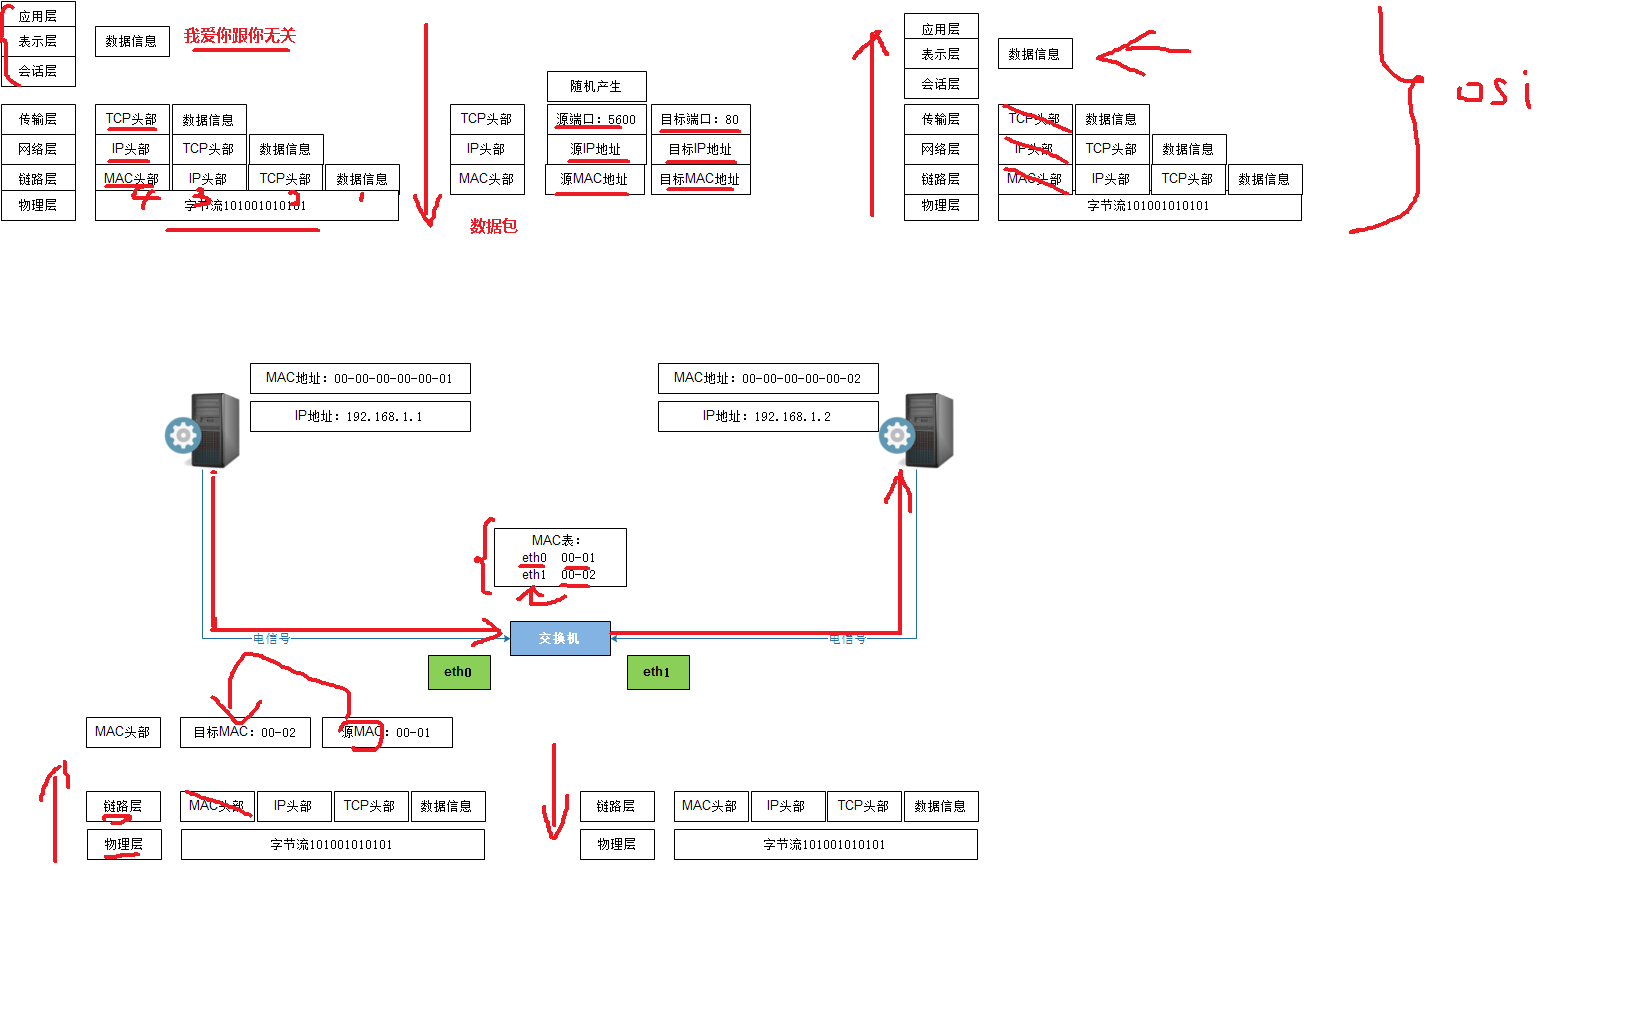 应用层
表示层 数据信息 我爱你跟你无关
会话层
传输层 TCP头部 数据信息
网络层 IP头部 TCP头部 数据信息
链路层 MAC头部 IP头部 TCP头部 数据信息
4 3 2 1
物理层 字节流101001010101
随机产生
TCP头部 源端口：5600 目标端口：80
IP头部 源IP地址 目标IP地址
MAC头部 源MAC地址 目标MAC地址
数据包
应用层
表示层 数据信息
会话层
传输层 TCP头部 数据信息
网络层 IP头部 TCP头部 数据信息
链路层 MAC头部 IP头部 TCP头部 数据信息
物理层 字节流101001010101
osi
MAC地址：00-00-00-00-00-01
IP地址：192.168.1.1
MAC地址：00-00-00-00-00-02
IP地址：192.168.1.2
MAC表：
eth0 00-01
eth1 00-02
电信号 交换机 电信号
eth0 eth1
MAC头部 目标MAC：00-02 源MAC：00-01
链路层 MAC头部 IP头部 TCP头部 数据信息
物理层 字节流101001010101
链路层 MAC头部 IP头部 TCP头部 数据信息
物理层 字节流101001010101